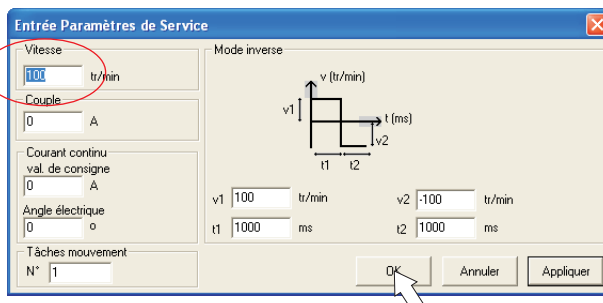 Entrée Paramètres de Service
Vitesse
100 tr/min
Couple
0 A
Courant continu
val. de consigne
0 A
Angle électrique
0 o
Tâches mouvement
N° 1
Mode inverse
v (tr/min)
v1
t (ms)
v2
t1 t2
v1 100 tr/min v2 -100 tr/min
t1 1000 ms t2 1000 ms
OK Annuler Appliquer